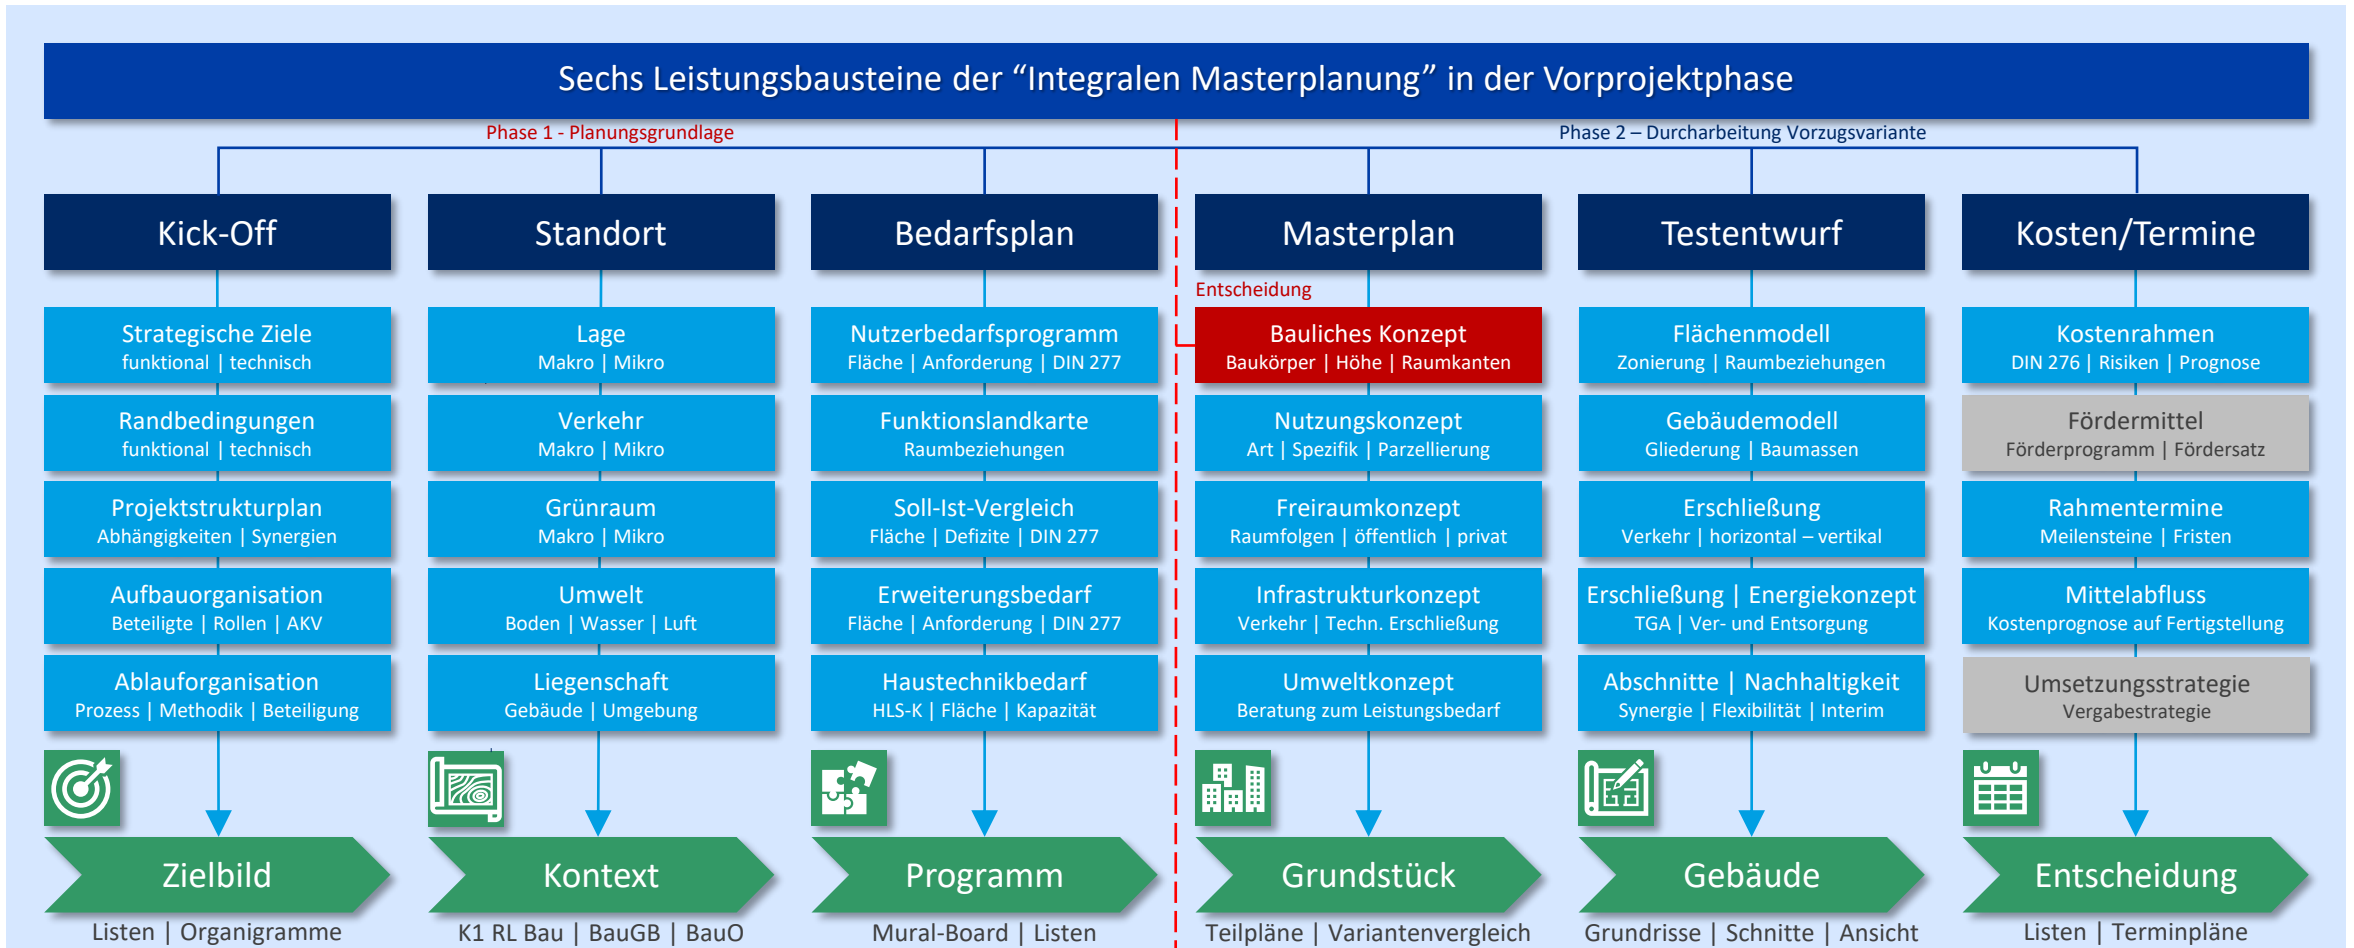 Sechs Leistungsbausteine der “Integralen Masterplanung” in der Vorprojektphase
Phase 1 - Planungsgrundlage
Phase 2 – Durcharbeitung Vorzugsvariante
Kick-Off
Strategische Ziele
funktional | technisch
Randbedingungen
funktional | technisch
Projektstrukturplan
Abhängigkeiten | Synergien
Aufbauorganisation
Beteiligte | Rollen | AKV
Ablauforganisation
Prozess | Methodik | Beteiligung
Zielbild
Listen | Organigramme
Standort
Lage
Makro | Mikro
Verkehr
Makro | Mikro
Grünraum
Makro | Mikro
Umwelt
Boden | Wasser | Luft
Liegenschaft
Gebäude | Umgebung
Kontext
K1 RL Bau | BauGB | BauO
Bedarfsplan
Nutzerbedarfsprogramm
Fläche | Anforderung | DIN 277
Funktionslandkarte
Raumbeziehungen
Soll-Ist-Vergleich
Fläche | Defizite | DIN 277
Erweiterungsbedarf
Fläche | Anforderung | DIN 277
Haustechnikbedarf
HLS-K | Fläche | Kapazität
Programm
Mural-Board | Listen
Masterplan
Entscheidung
Bauliches Konzept
Baukörper | Höhe | Raumkanten
Nutzungskonzept
Art | Spezifik | Parzellierung
Freiraumkonzept
Raumfolgen | öffentlich | privat
Infrastrukturkonzept
Verkehr | Techn. Erschließung
Umweltkonzept
Beratung zum Leistungsbedarf
Grundstück
Teilpläne | Variantenvergleich
Testentwurf
Flächenmodell
Zonierung | Raumbeziehungen
Gebäudemodell
Gliederung | Baumassen
Erschließung
Verkehr | horizontal – vertikal
Erschließung | Energiekonzept
TGA | Ver- und Entsorgung
Abschnitte | Nachhaltigkeit
Synergie | Flexibilität | Interim
Gebäude
Grundrisse | Schnitte | Ansicht
Kosten/Termine
Kostenrahmen
DIN 276 | Risiken | Prognose
Fördermittel
Förderprogramm | Fördersatz
Rahmentermine
Meilensteine | Fristen
Mittelabfluss
Kostenprognose auf Fertigstellung
Umsetzungsstrategie
Vergabestrategie
Entscheidung
Listen | Terminpläne